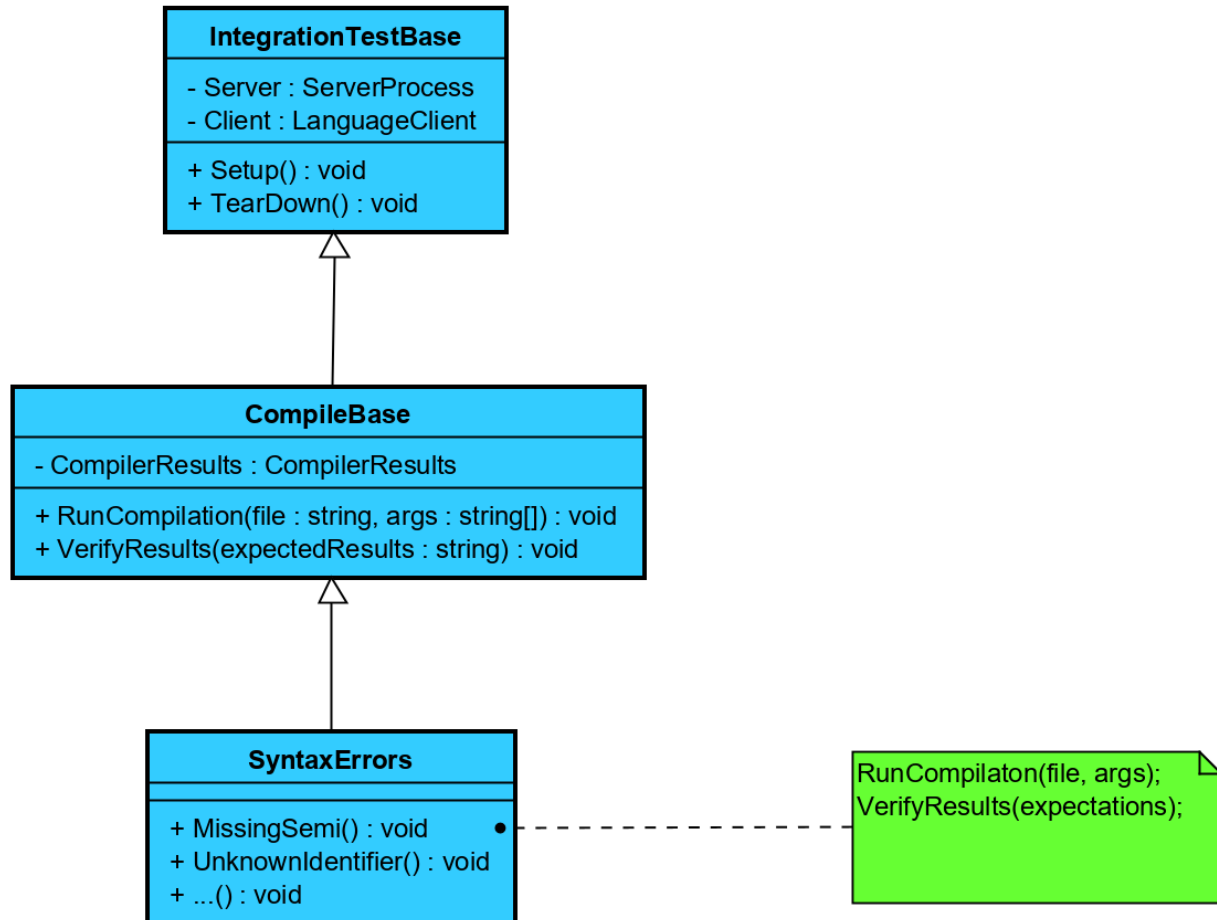 IntegrationTestBase
- Server : ServerProcess
- Client : LanguageClient
+ Setup() : void
+ TearDown() : void
CompileBase
- CompilerResults : CompilerResults
+ RunCompilation(file : string, args : string[]) : void
+ VerifyResults(expectedResults : string) : void
SyntaxErrors
+ MissingSemi() : void
+ UnknownIdentifier() : void
+ ...() : void
RunCompilaton(file, args);
VerifyResults(expectations);